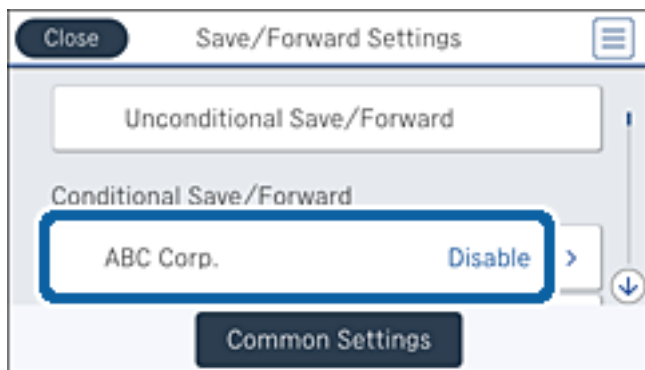 Close Save/Forward Settings
Unconditional Save/Forward
Conditional Save/Forward
ABC Corp. Disable >
Common Settings